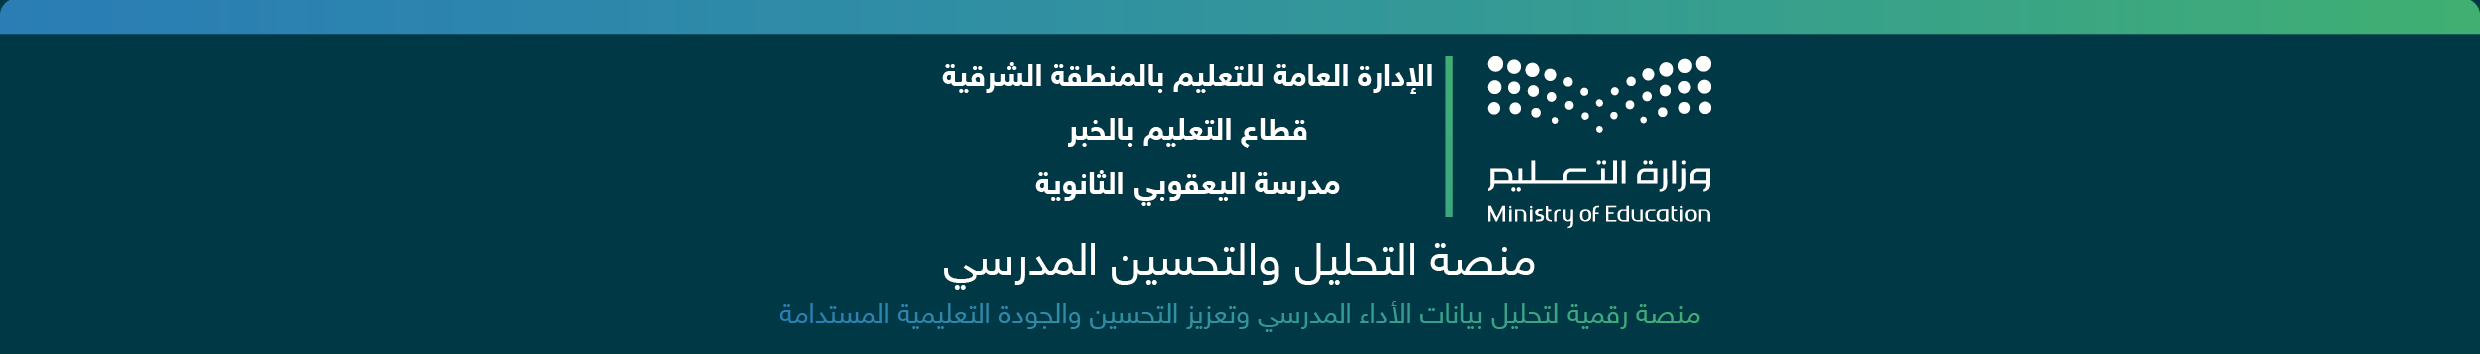 الإدارة العامة للتعليم بالمنطقة الشرقية
قطاع التعليم بالخبر
مدرسة اليعقوبي الثانوية
وزارة التعليم
Ministry of Education
منصة التحليل والتحسين المدرسي
منصة رقمية لتحليل بيانات الأداء المدرسي وتعزيز التحسين والجودة التعليمية المستدامة